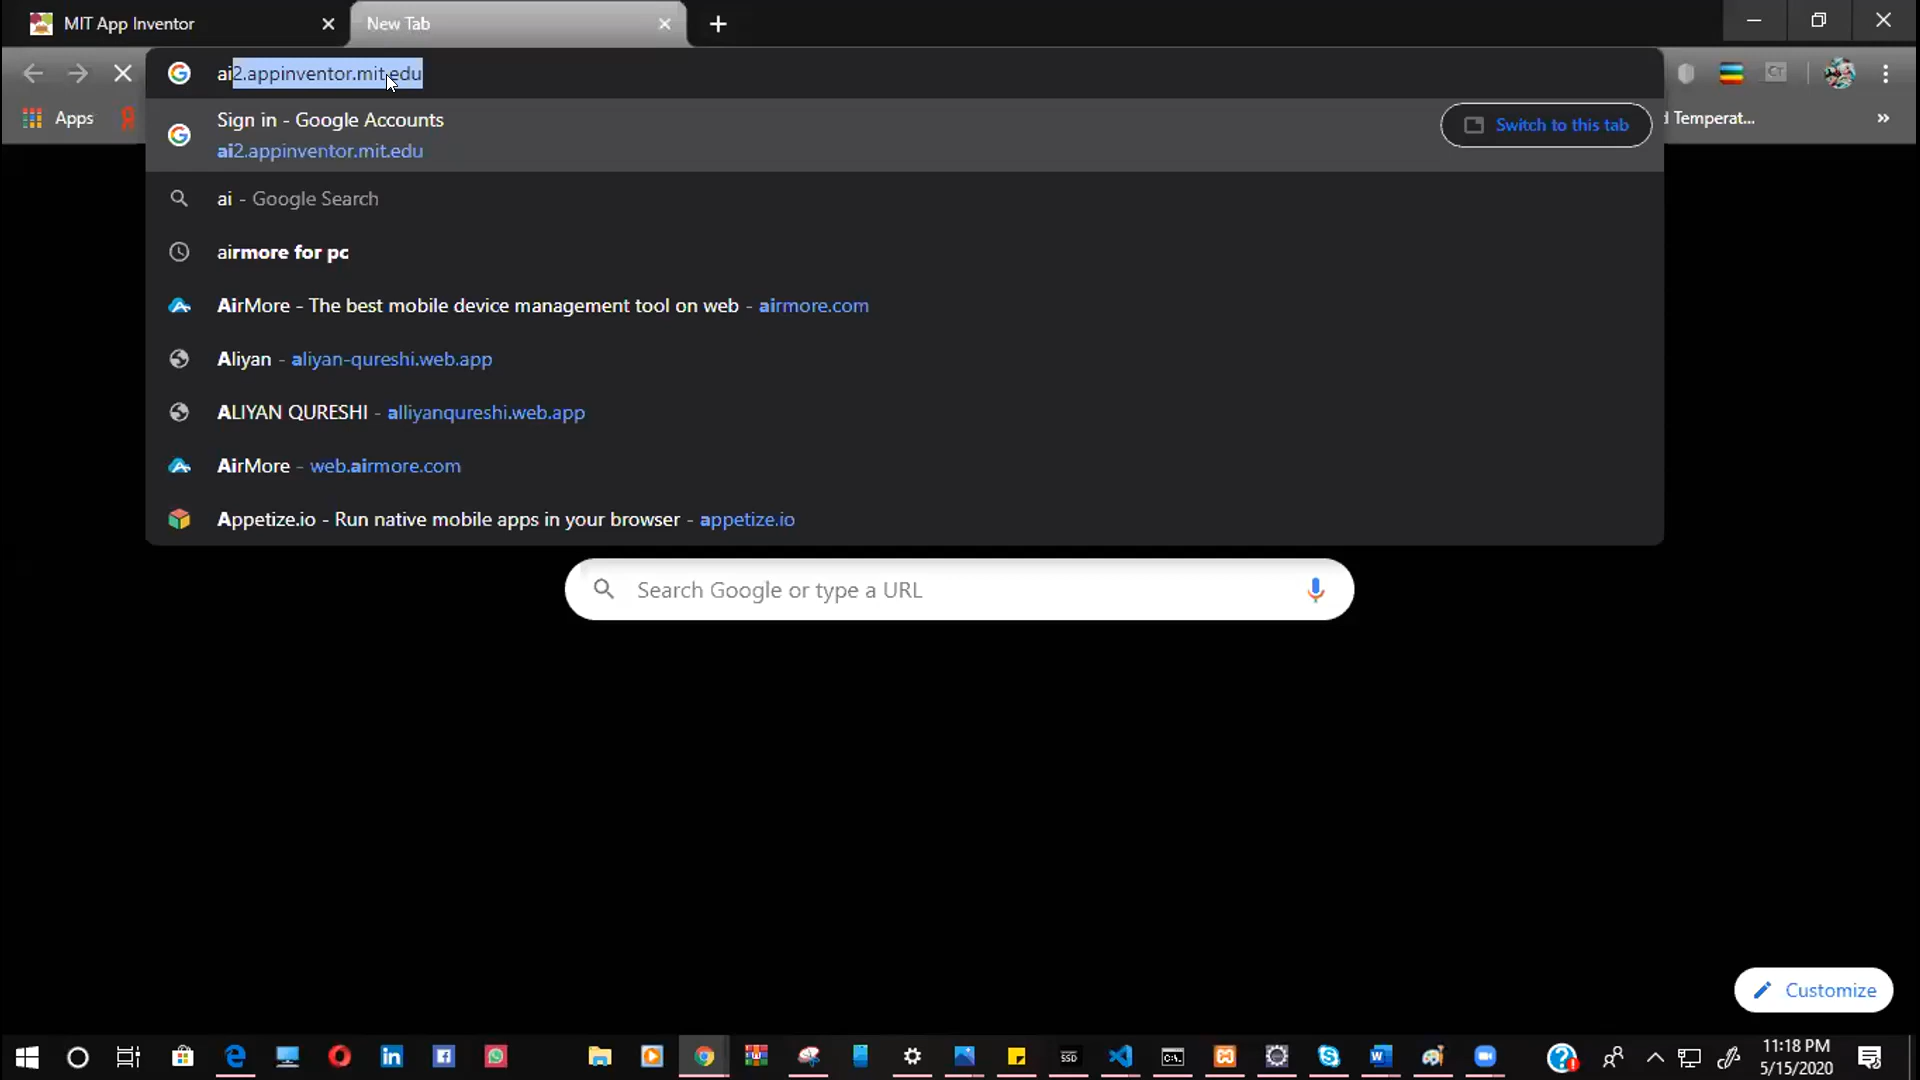 MIT App Inventor
New Tab
ai2.appinventor.mit.edu
Sign in - Google Accounts
ai2.appinventor.mit.edu
Switch to this tab
Apps
d Temperat...
ai - Google Search
airmore for pc
AirMore - The best mobile device management tool on web - airmore.com
Aliyan - aliyan-qureshi.web.app
ALIYAN QURESHI - alliyanqureshi.web.app
AirMore - web.airmore.com
Appetize.io - Run native mobile apps in your browser - appetize.io
Search Google or type a URL
Customize
11:18 PM
5/15/2020